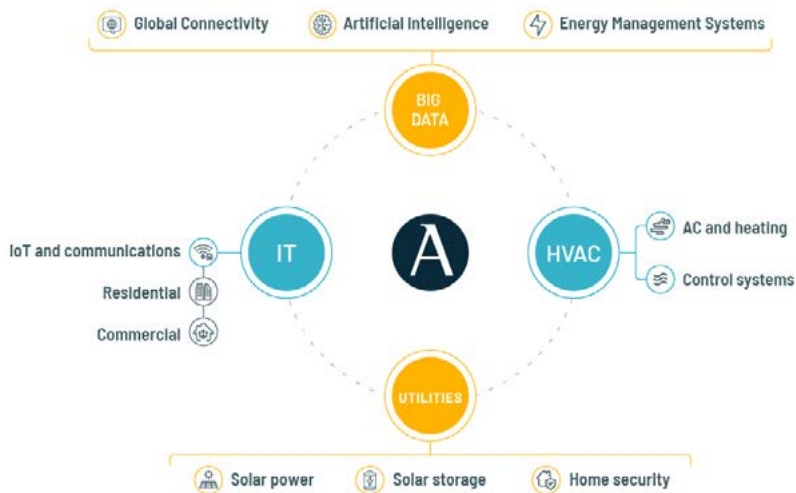 Global Connectivity
Artificial Intelligence
Energy Management Systems
BIG
DATA
IoT and communications
Residential
Commercial
IT
A
HVAC
AC and heating
Control systems
UTILITIES
Solar power
Solar storage
Home security